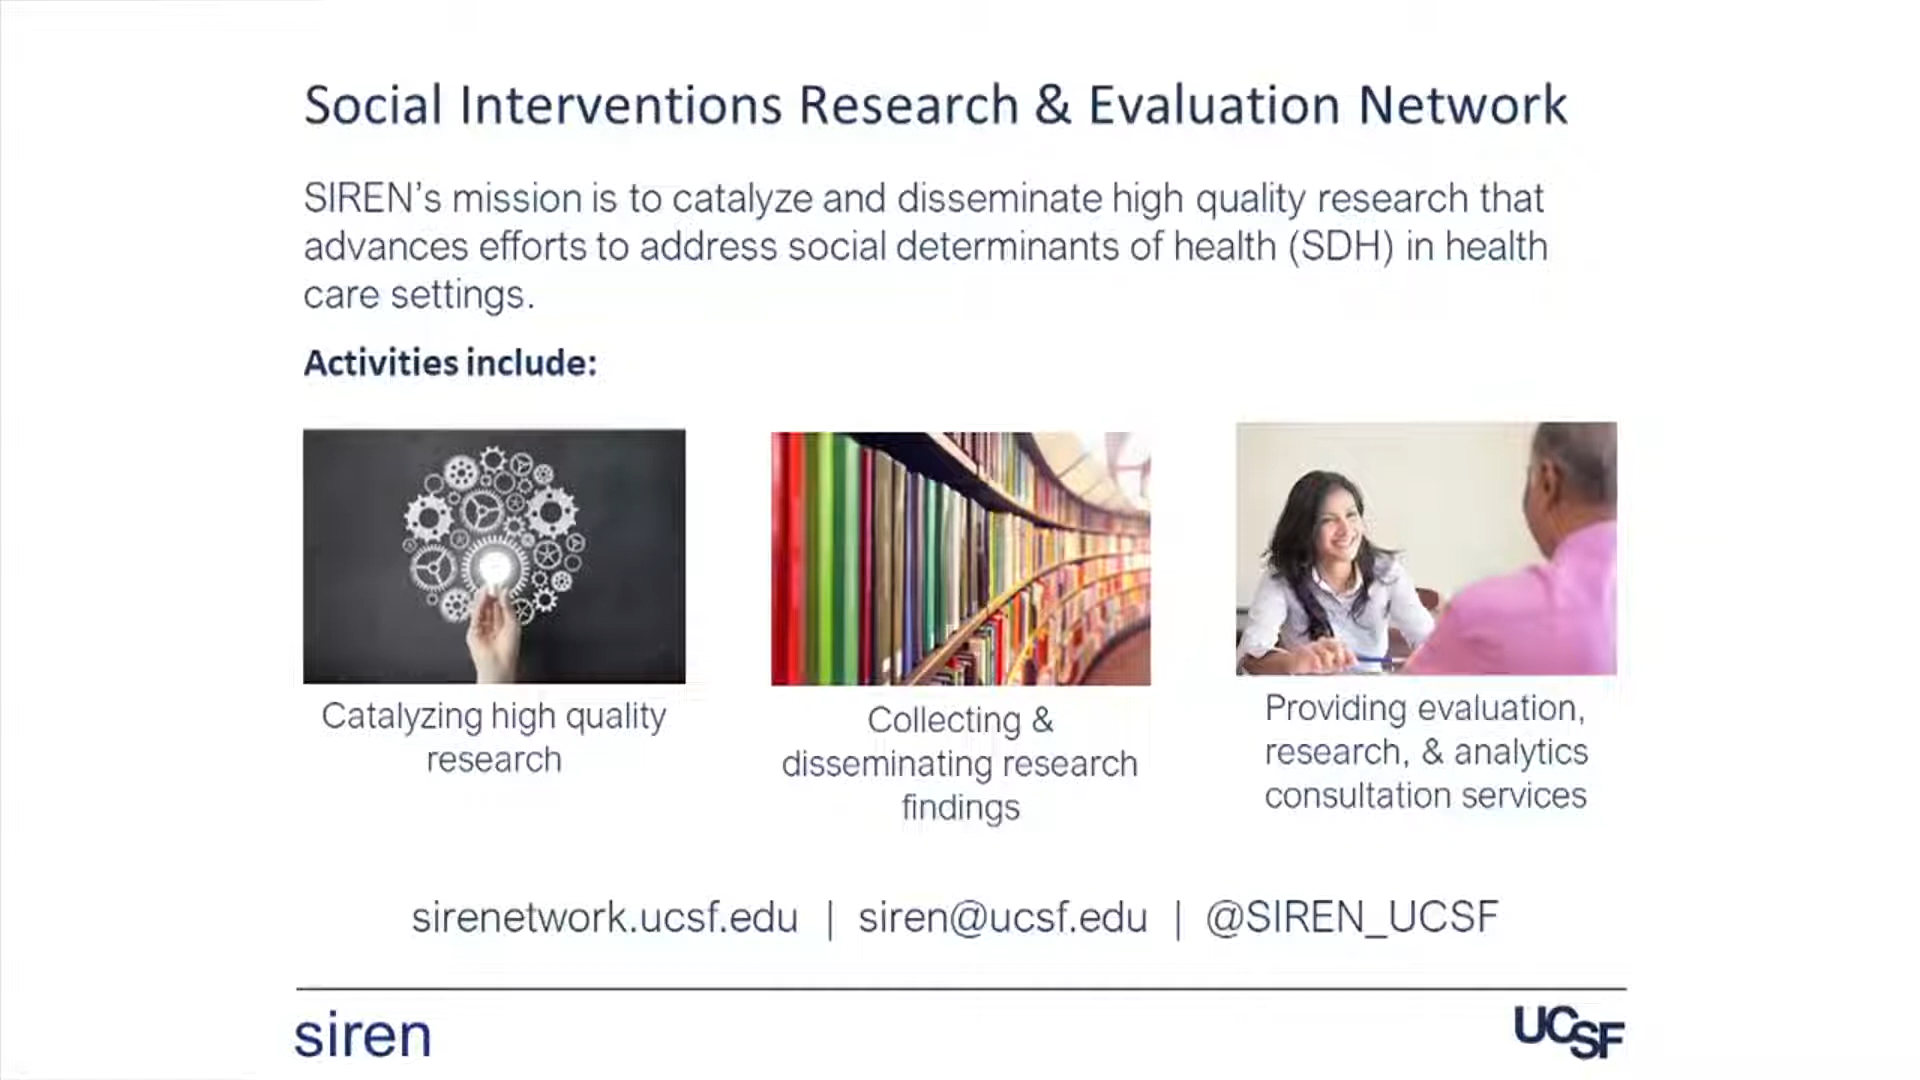 Social Interventions Research & Evaluation Network
SIREN's mission is to catalyze and disseminate high quality research that
advances efforts to address social determinants of health (SDH) in health
care settings.
Activities include:
Catalyzing high quality
research
Collecting &
disseminating research
findings
Providing evaluation,
research, & analytics
consultation services
sirenetwork.ucsf.edu | siren@ucsf.edu | @SIREN_UCSF
siren
UCSF